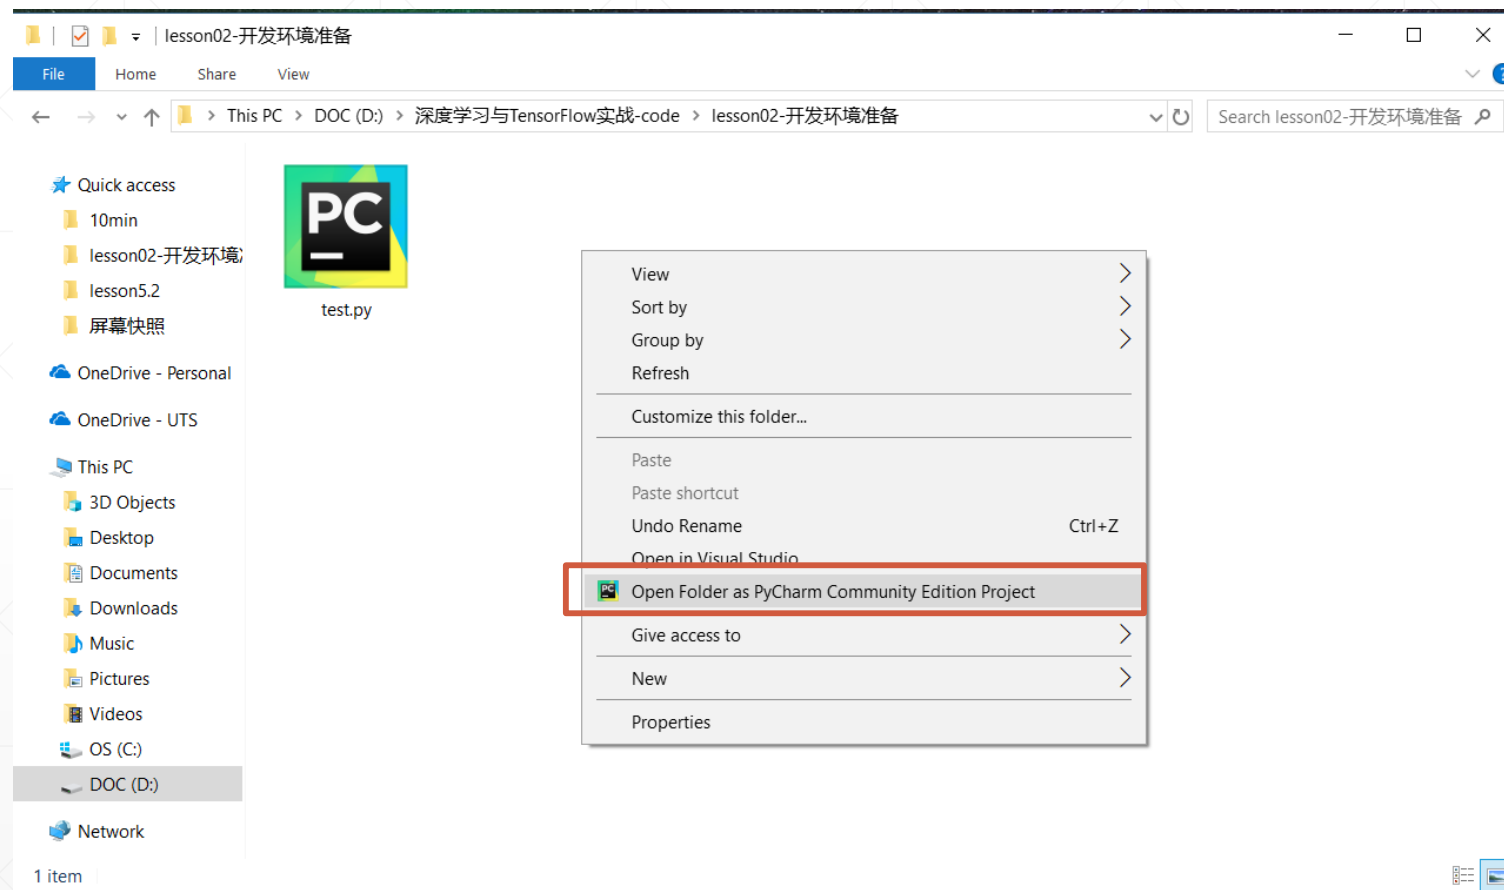 lesson02-开发环境准备
File Home Share View
This PC > DOC (D:) > 深度学习与TensorFlow实战-code > lesson02-开发环境准备
Search lesson02-开发环境准备
Quick access
10min
lesson02-开发环境
lesson5.2
屏幕快照
OneDrive - Personal
OneDrive - UTS
This PC
3D Objects
Desktop
Documents
Downloads
Music
Pictures
Videos
OS (C:)
DOC (D:)
Network
1 item
PC
test.py
View
Sort by
Group by
Refresh
Customize this folder...
Paste
Paste shortcut
Undo Rename Ctrl+Z
Open in Visual Studio
PC Open Folder as PyCharm Community Edition Project
Give access to
New
Properties